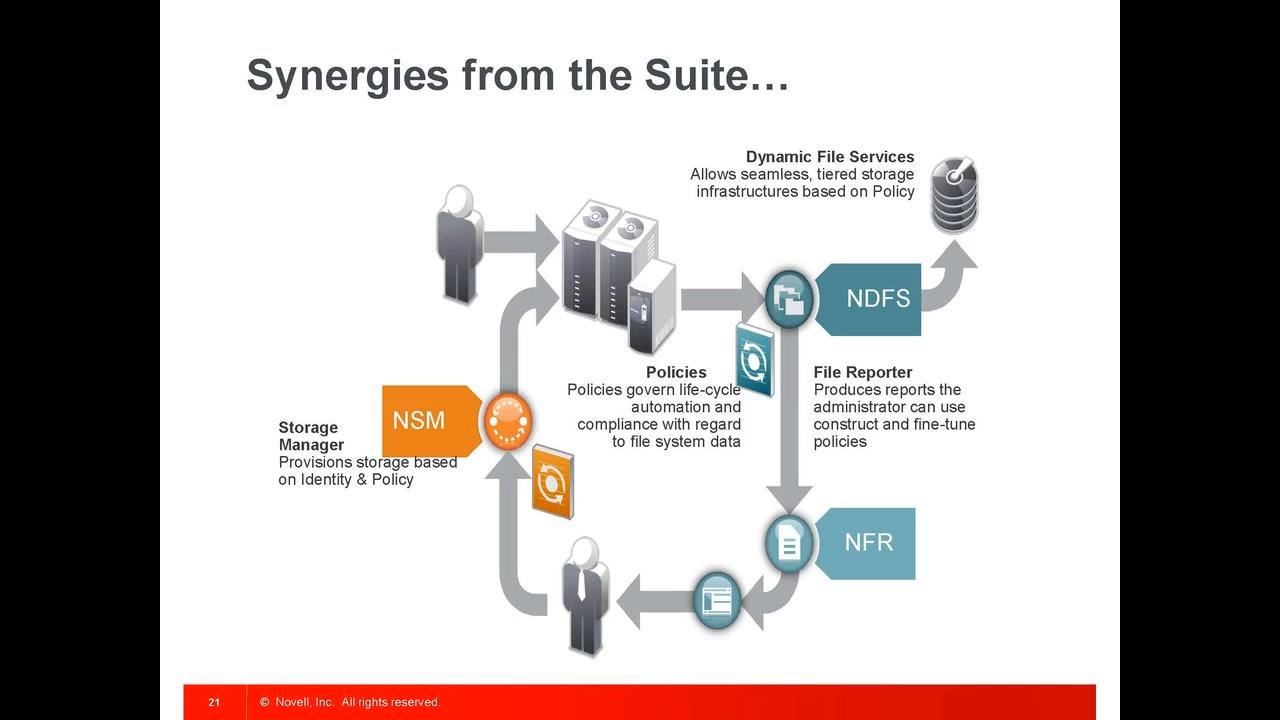 Synergies from the Suite…
Dynamic File Services
Allows seamless, tiered storage
infrastructures based on Policy
NDFS
Policies
Policies govern life-cycle
automation and
compliance with regard
to file system data
File Reporter
Produces reports the
administrator can use
construct and fine-tune
policies
NSM
Storage
Manager
Provisions storage based
on Identity & Policy
NFR
21
© Novell, Inc. All rights reserved.